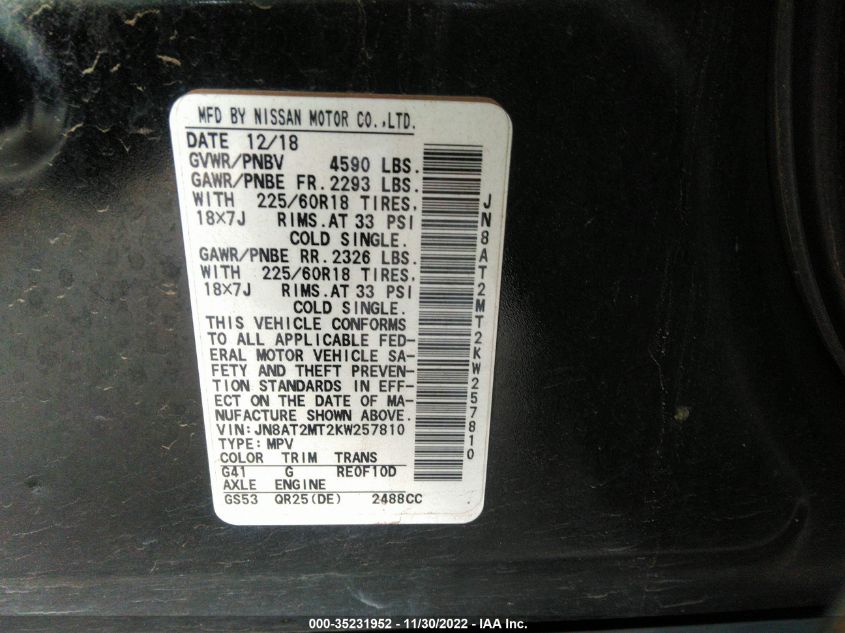 MFD BY NISSAN MOTOR CO.,LTD.
DATE 12/18
GVWR/PNBV 4590 LBS.
GAWR/PNBE FR. 2293 LBS.
WITH 225/60R18 TIRES,
18×7J RIMS.AT 33 PSI
COLD SINGLE.
GAWR/PNBE RR. 2326 LBS.
WITH 225/60R18 TIRES,
18×7J RIMS.AT 33 PSI
COLD SINGLE.
THIS VEHICLE CONFORMS
TO ALL APPLICABLE FED-
ERAL MOTOR VEHICLE SA-
FETY AND THEFT PREVEN-
TION STANDARDS IN EFF-
ECT ON THE DATE OF MA-
NUFACTURE SHOWN ABOVE.
VIN:JN8AT2MT2KW257810
TYPE:MPV
COLOR TRIM TRANS
G41 G RE0F10D
AXLE ENGINE
GS53 QR25(DE) 2488CC
JN8AT2MT2KW257810
000-35231952 - 11/30/2022 - IAA Inc.